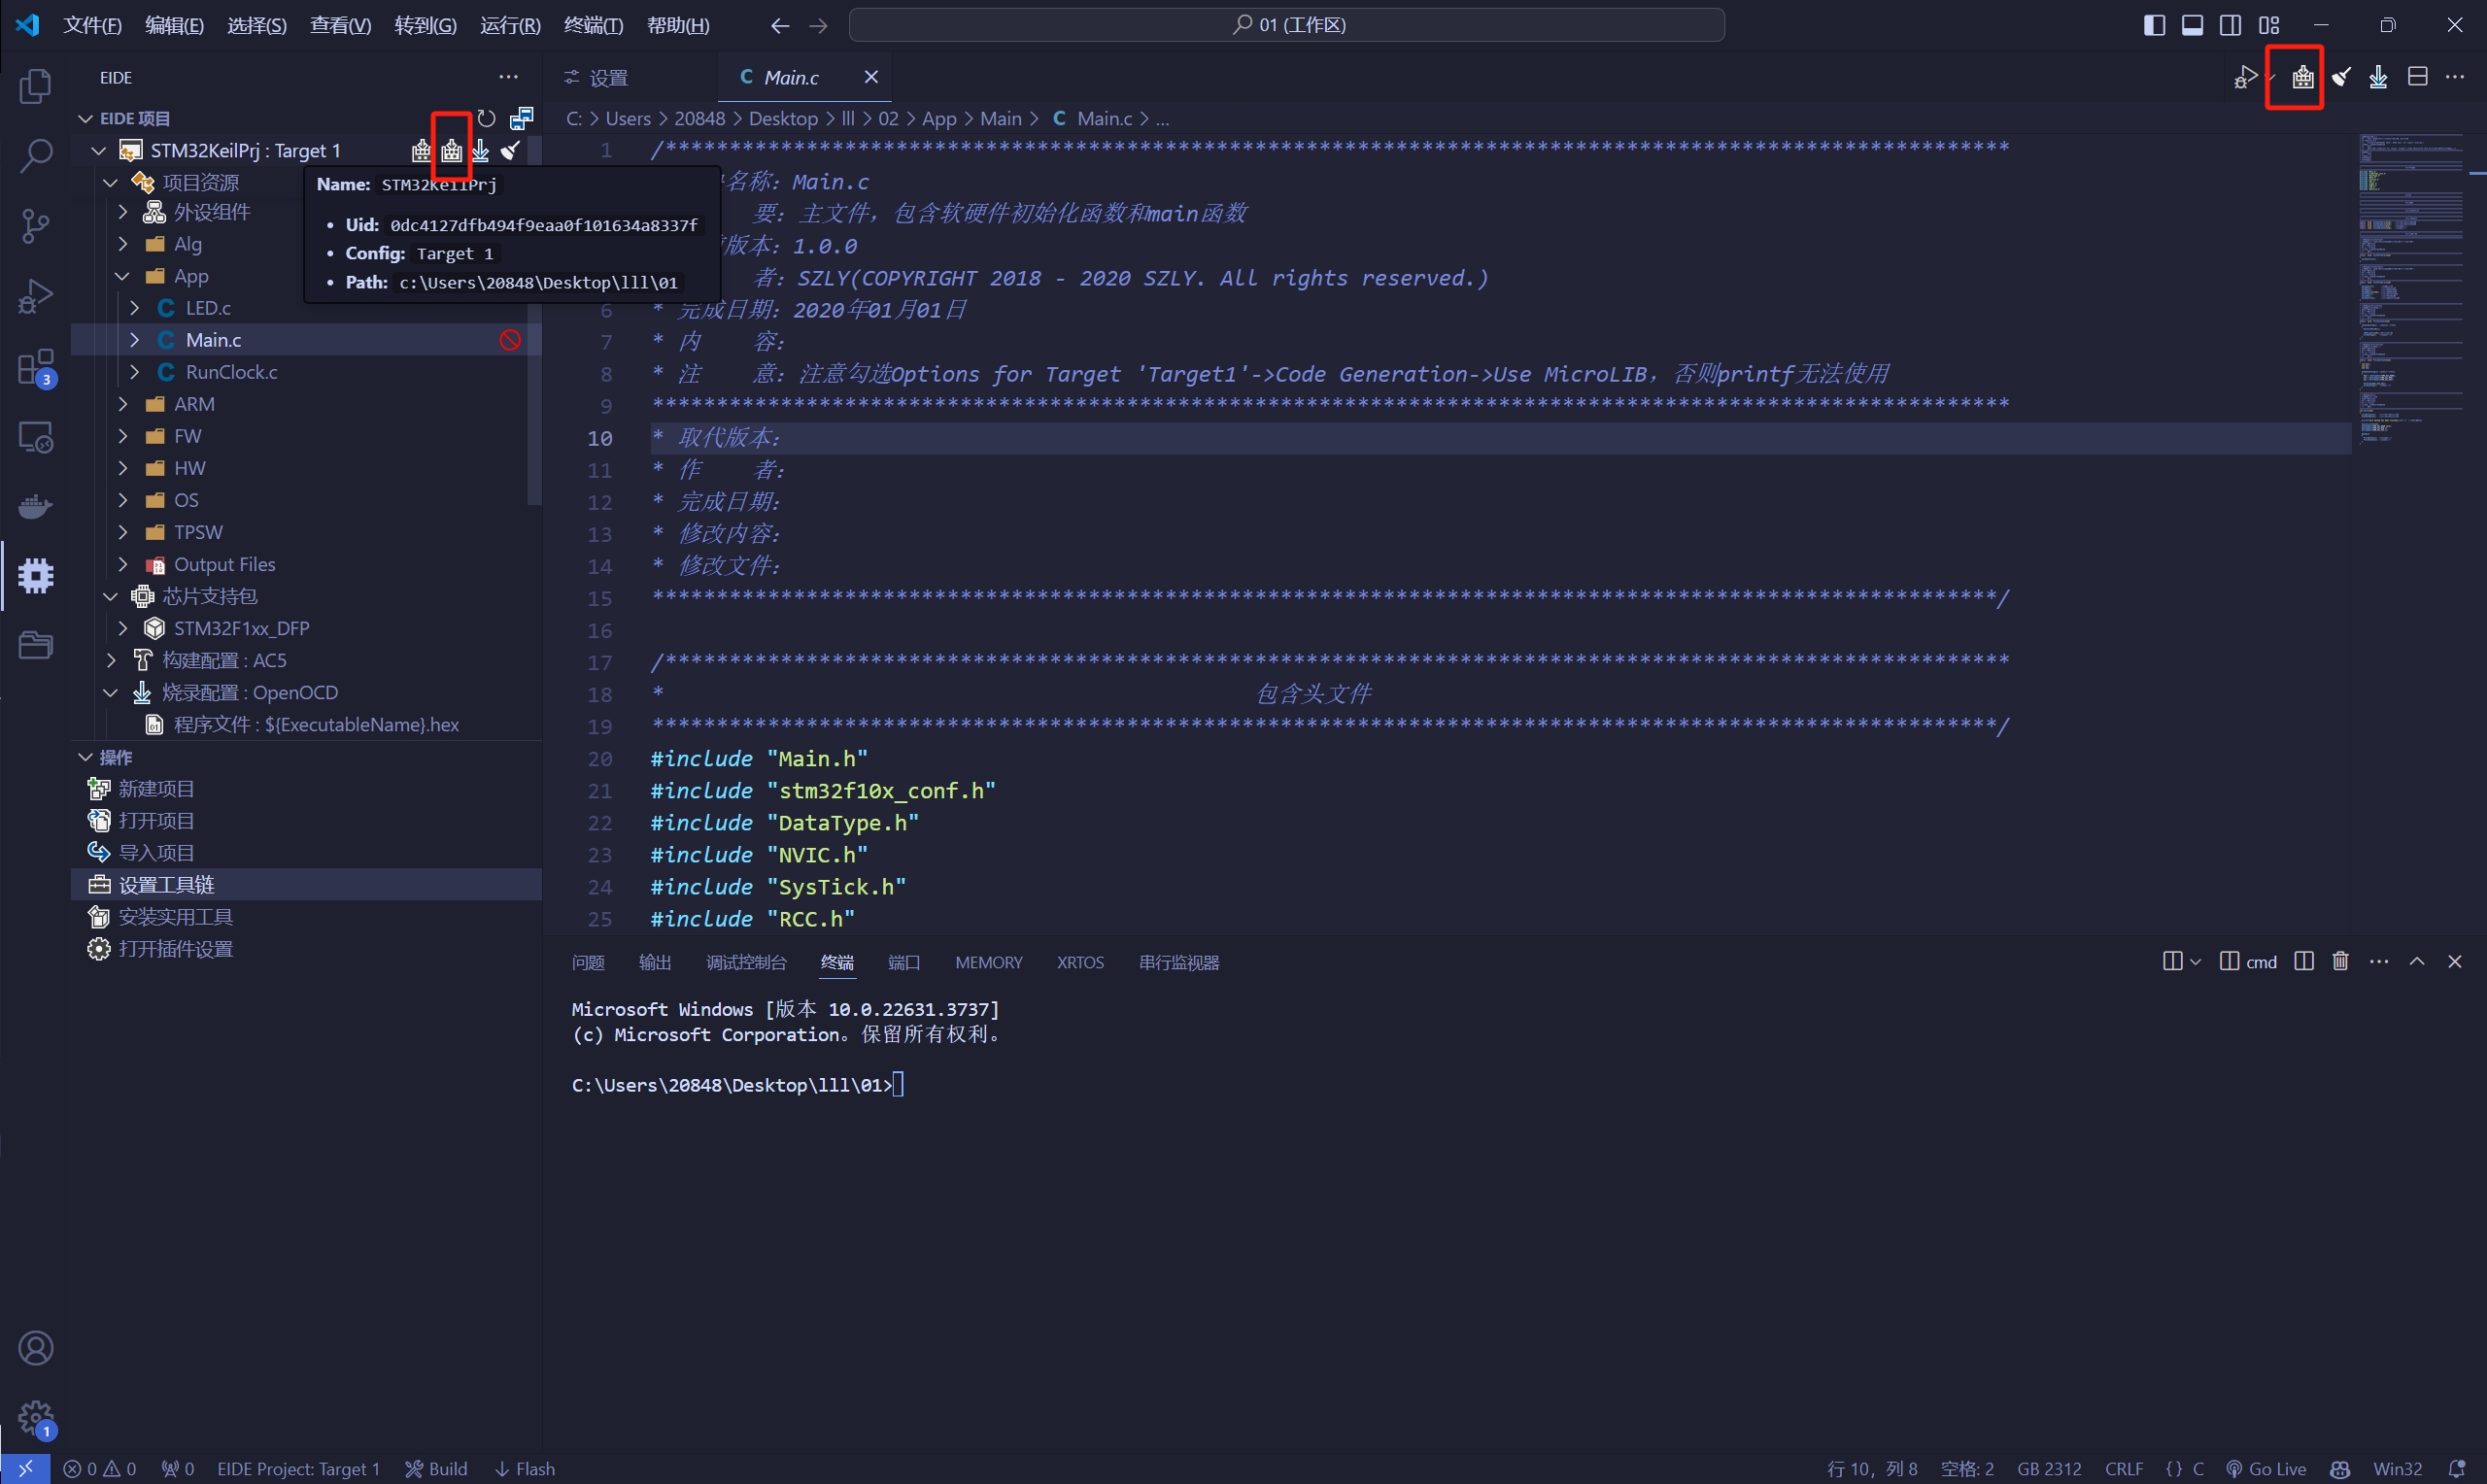 文件(F) 编辑(E) 选择(S) 查看(V) 转到(G) 运行(R) 终端(T) 帮助(H) 01 (工作区)
EIDE
EIDE 项目
STM32KeilPrj : Target 1
项目资源
外设组件
Alg
App
LED.c
Main.c
RunClock.c
ARM
FW
HW
OS
TPSW
Output Files
芯片支持包
STM32F1xx_DFP
构建配置 : AC5
烧录配置 : OpenOCD
程序文件 : ${ExecutableName}.hex
操作
新建项目
打开项目
导入项目
设置工具链
安装实用工具
打开插件设置
3
1
Name: STM32KeilPrj
• Uid: 0dc4127dfb494f9eaa0f101634a8337f
• Config: Target 1
• Path: c:\Users\20848\Desktop\lll\01
设置 Main.c
C: > Users > 20848 > Desktop > lll > 02 > App > Main > C Main.c > ...
1 /*********************************************************************************************************
名称: Main.c
要: 主文件，包含软硬件初始化函数和main函数
版本: 1.0.0
者: SZLY(COPYRIGHT 2018 - 2020 SZLY. All rights reserved.)
6 * 完成日期: 2020年01月01日
7 * 内 容:
8 * 注 意: 注意勾选Options for Target 'Target1'->Code Generation->Use MicroLIB，否则printf无法使用
9 **********************************************************************************************************
10 * 取代版本:
11 * 作 者:
12 * 完成日期:
13 * 修改内容:
14 * 修改文件:
15 *********************************************************************************************************/
16
17 /*********************************************************************************************************
18 * 包含头文件
19 *********************************************************************************************************/
20 #include "Main.h"
21 #include "stm32f10x_conf.h"
22 #include "DataType.h"
23 #include "NVIC.h"
24 #include "SysTick.h"
25 #include "RCC.h"
问题 输出 调试控制台 终端 端口 MEMORY XRTOS 串行监视器 cmd
Microsoft Windows [版本 10.0.22631.3737]
(c) Microsoft Corporation。保留所有权利。
C:\Users\20848\Desktop\lll\01>
0 0 0 EIDE Project: Target 1 Build Flash 行 10，列 8 空格: 2 GB 2312 CRLF {} C Go Live Win32